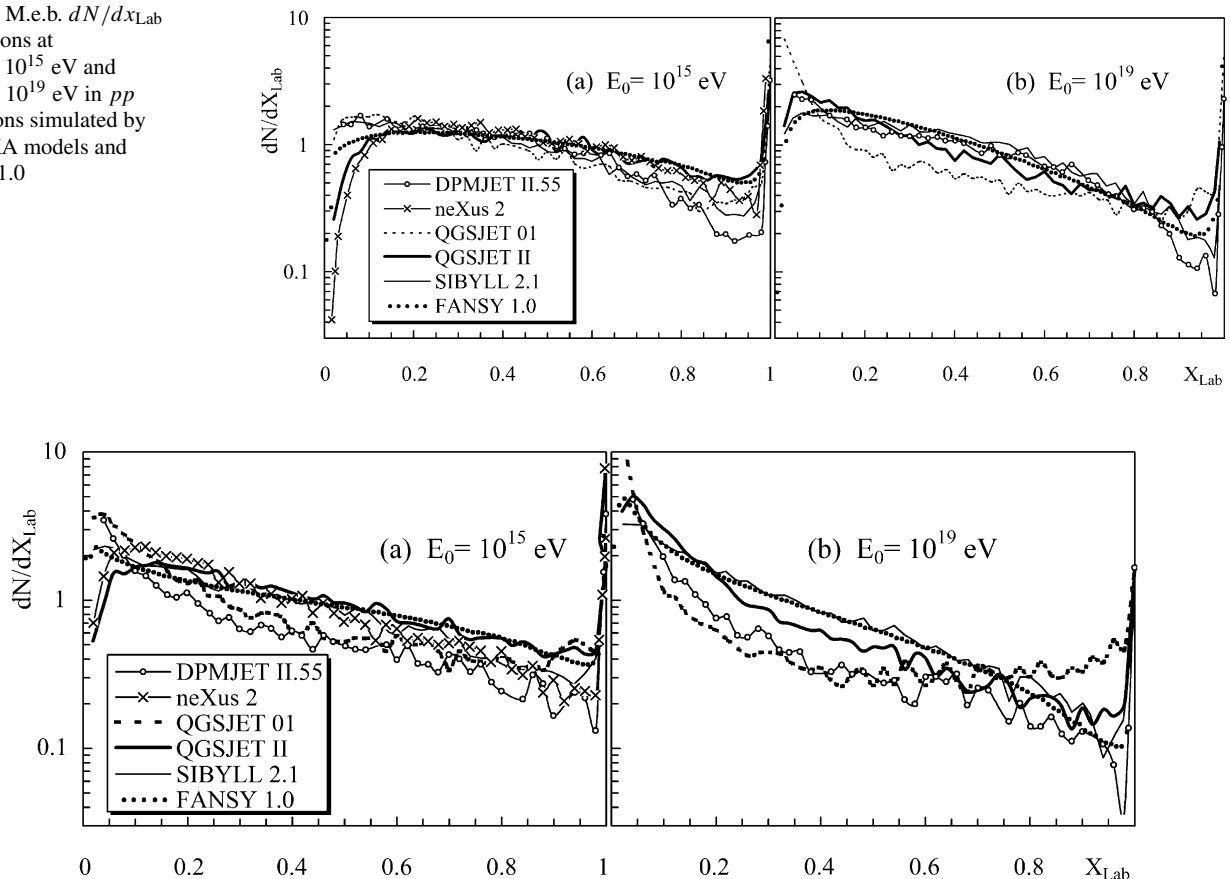 M.e.b. dN/dx_Lab
ons at
10^15 eV and
10^19 eV in pp
ons simulated by
KA models and
1.0
10
1
0.1
dN/dX_Lab
(a) E_0= 10^15 eV
(b) E_0= 10^19 eV
DPMJET II.55
neXus 2
QGSJET 01
QGSJET II
SIBYLL 2.1
FANSY 1.0
0 0.2 0.4 0.6 0.8 1 0.2 0.4 0.6 0.8 X_Lab
10
1
0.1
dN/dX_Lab
(a) E_0= 10^15 eV
(b) E_0= 10^19 eV
DPMJET II.55
neXus 2
QGSJET 01
QGSJET II
SIBYLL 2.1
FANSY 1.0
0 0.2 0.4 0.6 0.8 1 0.2 0.4 0.6 0.8 X_Lab